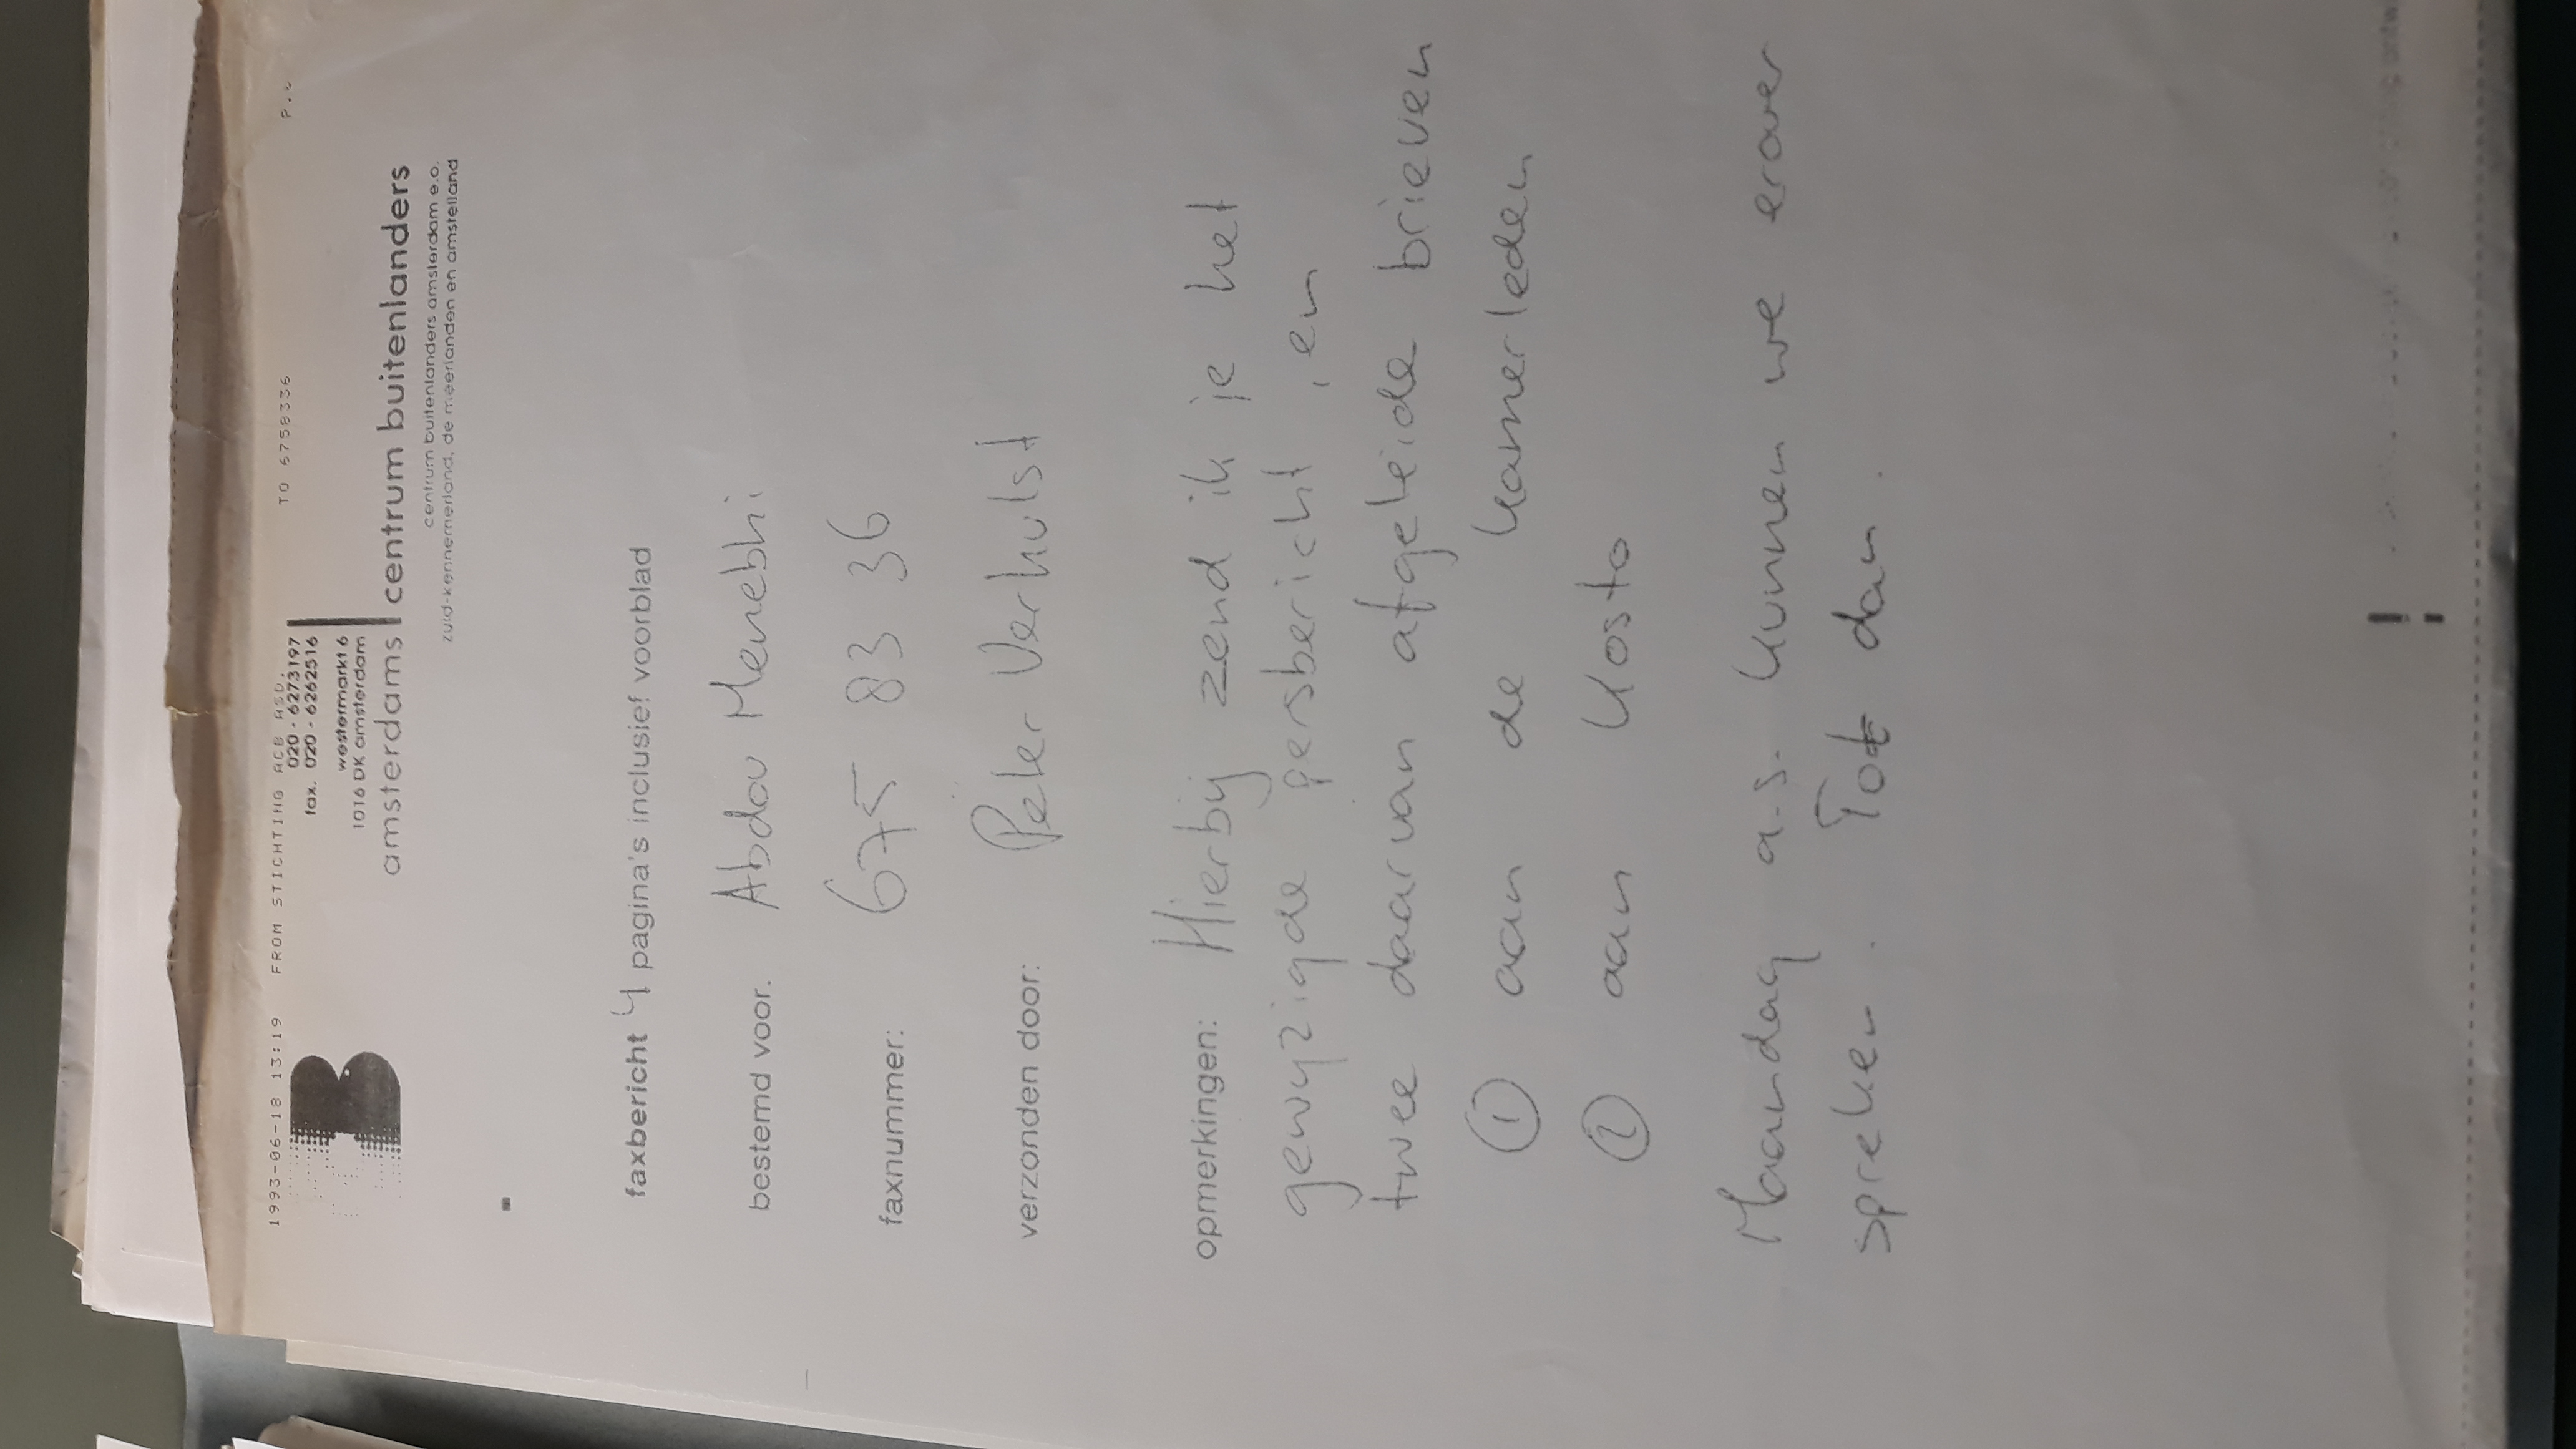 1993-06-18 13:19 FROM STICHTING ACB ASD. TO 6758336
020 - 6273197
fax. 020 - 6262516
westermarkt 6
1016 DK amsterdam
amsterdams centrum buitenlanders
centrum buitenlanders amsterdam e.o.
zuid-kennemerland, de meerlanden en amstelland
faxbericht 4 pagina's inclusief voorblad
bestemd voor. Abdou Menebhi
faxnummer: 675 83 36
verzonden door: Peter Verhulst
opmerkingen: Hierbij zend ik je het
gewyzigde persbericht, en
twee daarvan afgeleide brieven
① aan de kamerleden
② aan Kosto
Maandag a.s. kunnen we erover
spreken. Tot dan.